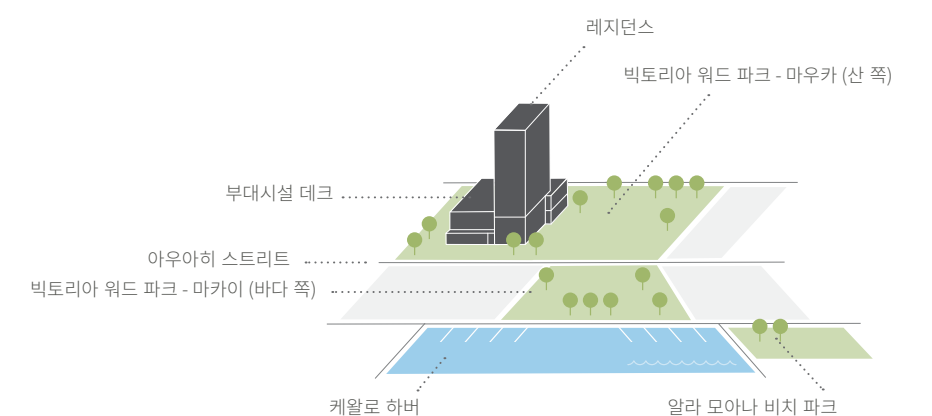 레지던스
빅토리아 워드 파크 - 마우카 (산 쪽)
부대시설 데크
아우아히 스트리트
빅토리아 워드 파크 - 마카이 (바다 쪽)
케왈로 하버
알라 모아나 비치 파크